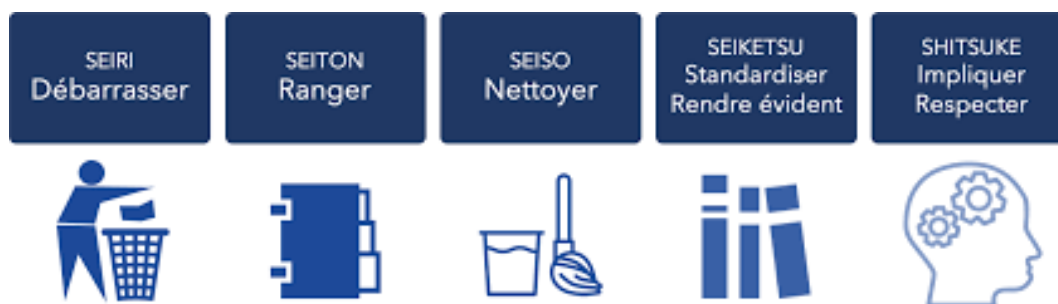 SEIRI
Débarrasser
SEITON
Ranger
SEISO
Nettoyer
SEIKETSU
Standardiser
Rendre évident
SHITSUKE
Impliquer
Respecter